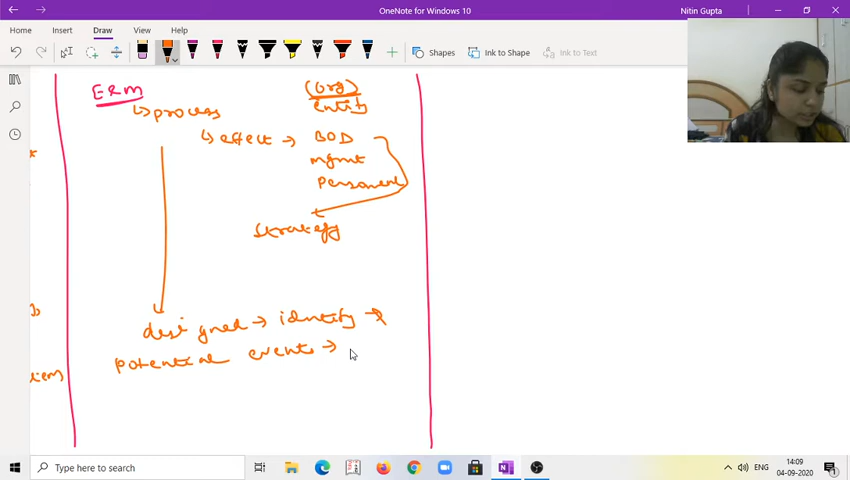 OneNote for Windows 10
Nitin Gupta
Home Insert Draw View Help
Shapes Ink to Shape Ink to Text
ERM
↳ process
(Org)
entity
↳ effect → BOD
mgmt
Personnel
strategy
designed → identify →
potential events →
Type here to search
ENG
14:09
04-09-2020